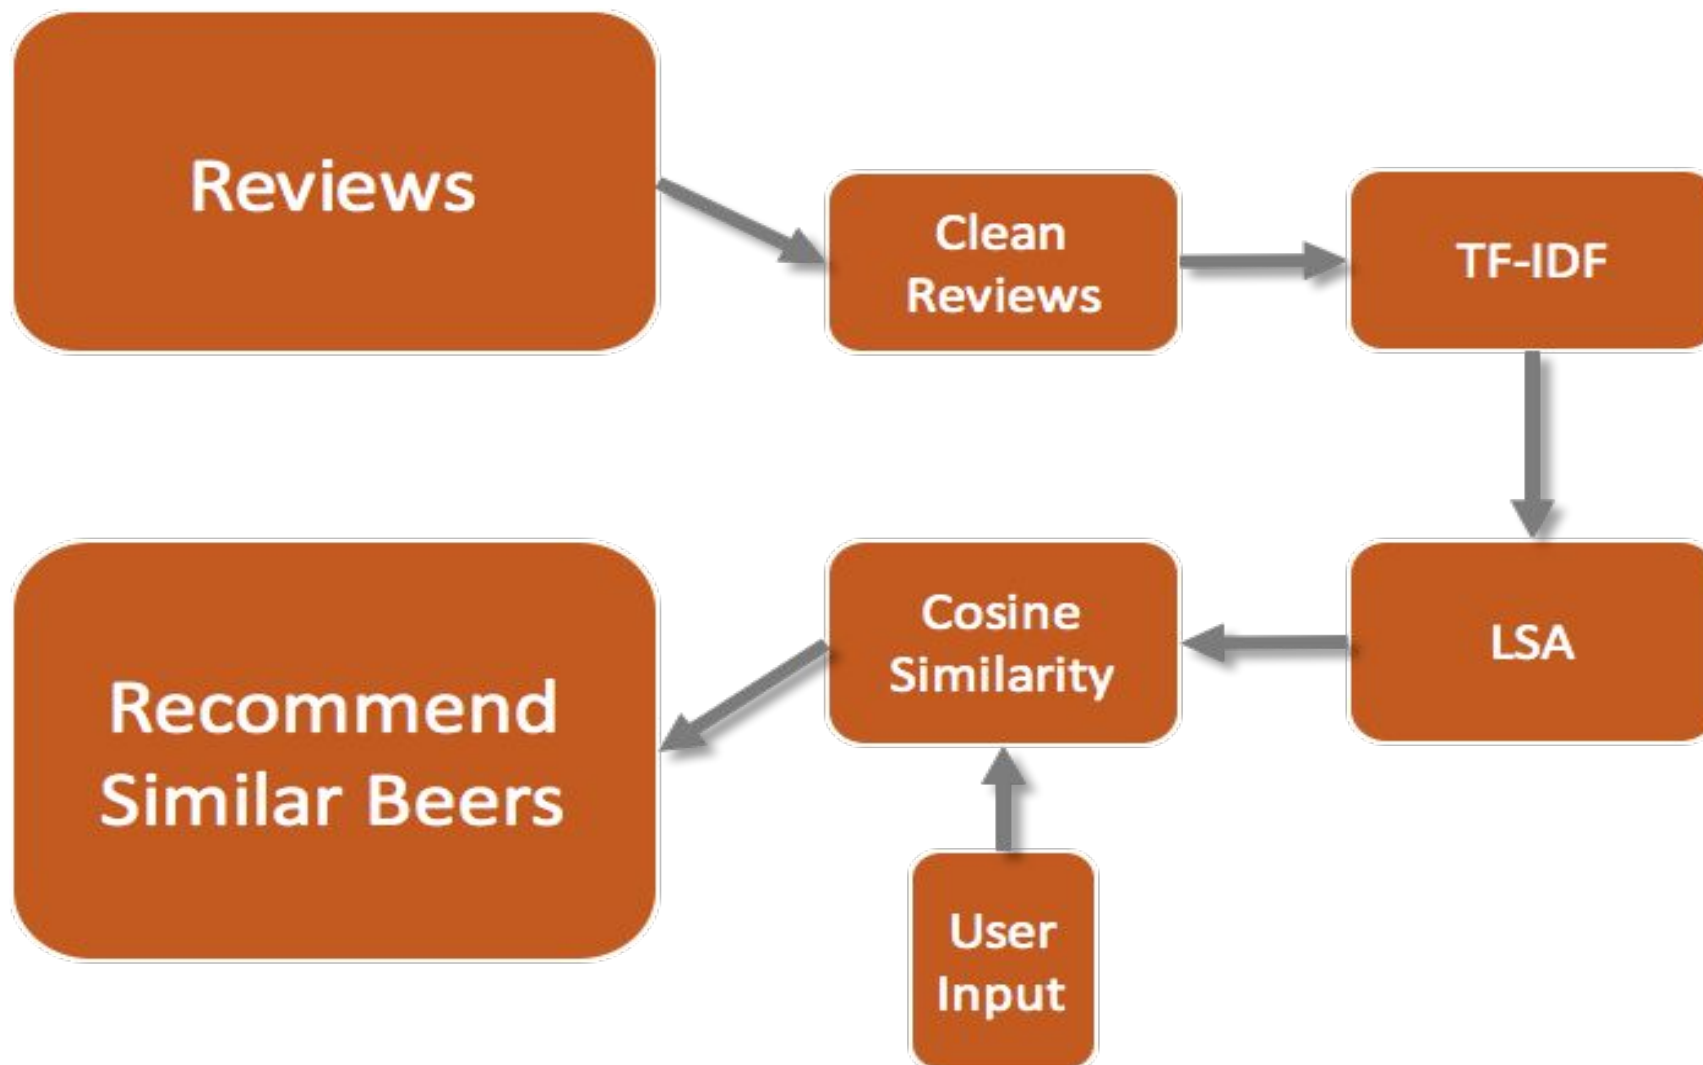 Reviews
Clean
Reviews
TF-IDF
LSA
Cosine
Similarity
User
Input
Recommend
Similar Beers